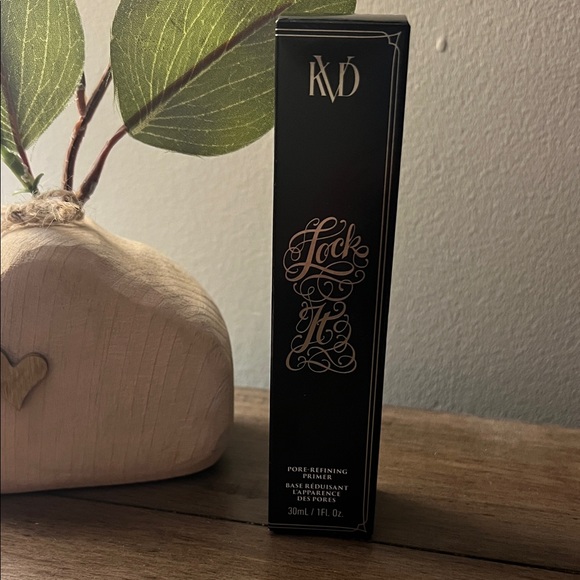 KVD
Lock
It
PORE-REFINING
PRIMER
BASE RÉDUISANT
L'APPARENCE
DES PORES
30mL / 1Fl. Oz.